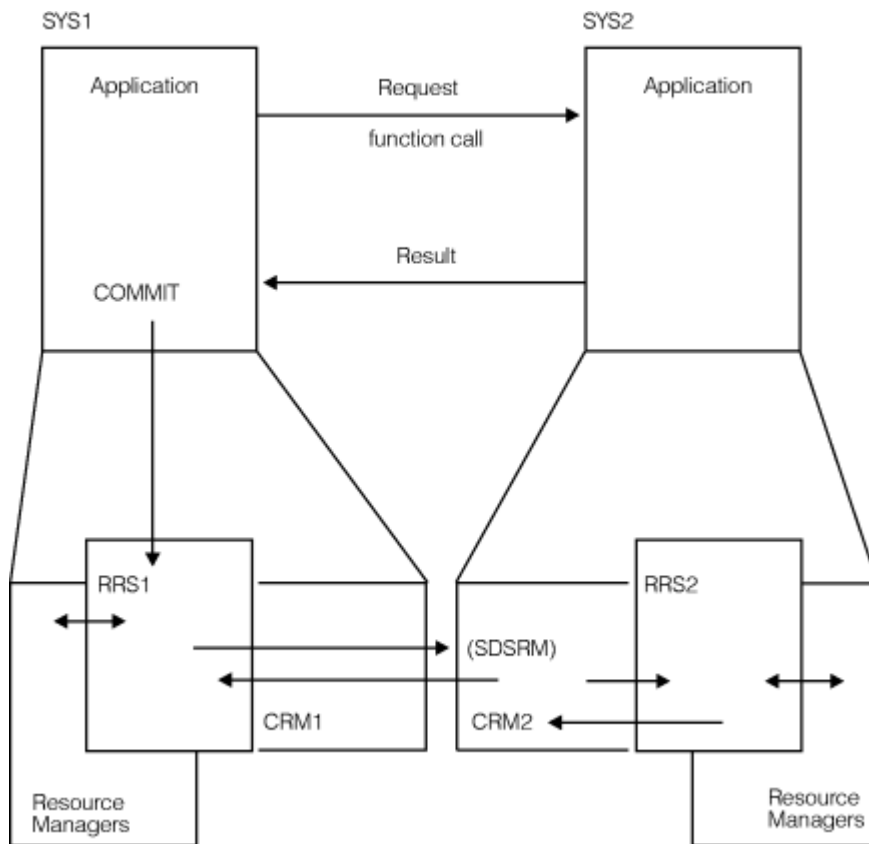 SYS1
SYS2
Application
Request
Application
function call
Result
COMMIT
RRS1
RRS2
(SDSRM)
CRM1
CRM2
Resource
Managers
Resource
Managers